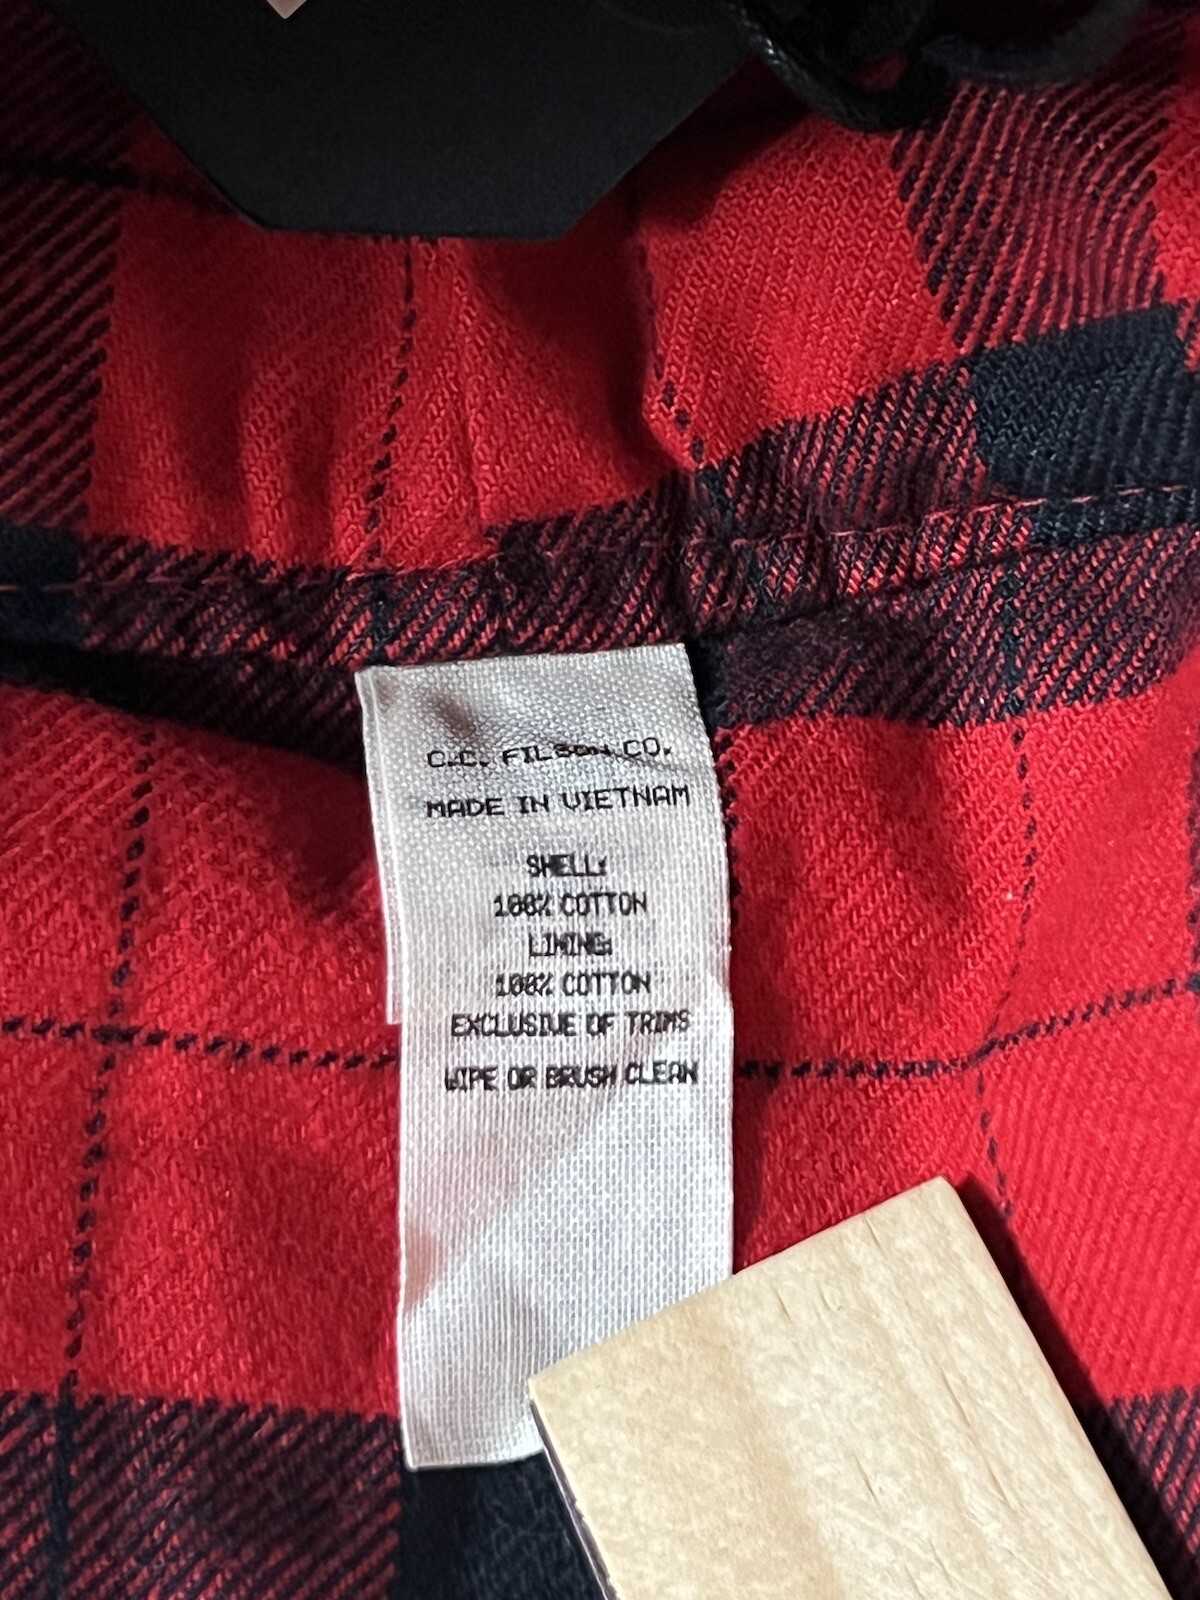 C.C. FILSON CO.
MADE IN VIETNAM
SHELL:
100% COTTON
LINING:
100% COTTON
EXCLUSIVE OF TRIMS
WIPE OR BRUSH CLEAN